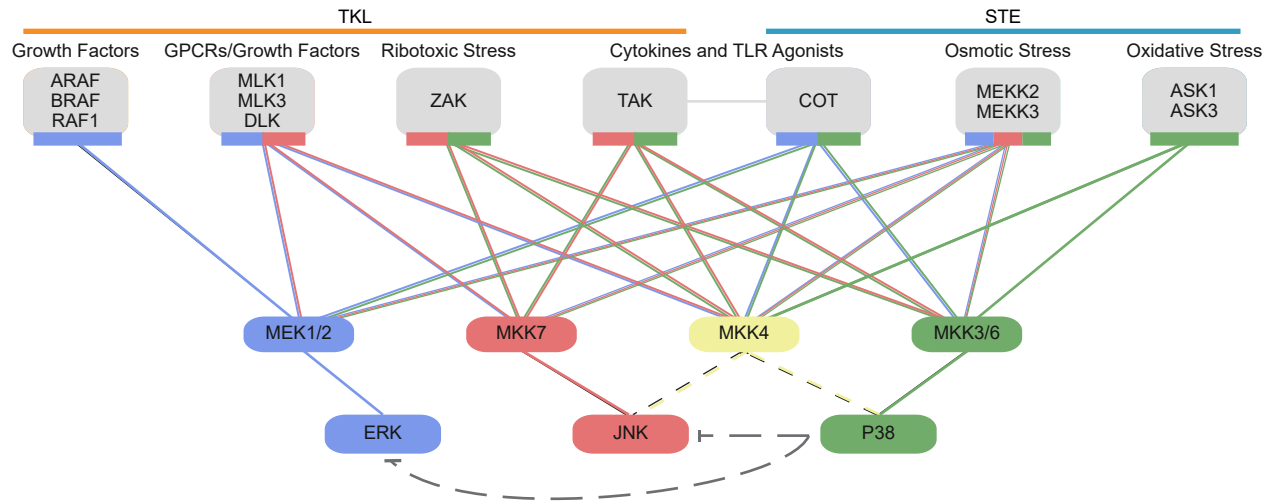 TKL
STE
Growth Factors
GPCRs/Growth Factors
Ribotoxic Stress
Cytokines and TLR Agonists
Osmotic Stress
Oxidative Stress
ARAF
BRAF
RAF1
MLK1
MLK3
DLK
ZAK
TAK
COT
MEKK2
MEKK3
ASK1
ASK3
MEK1/2
MKK7
MKK4
MKK3/6
ERK
JNK
P38